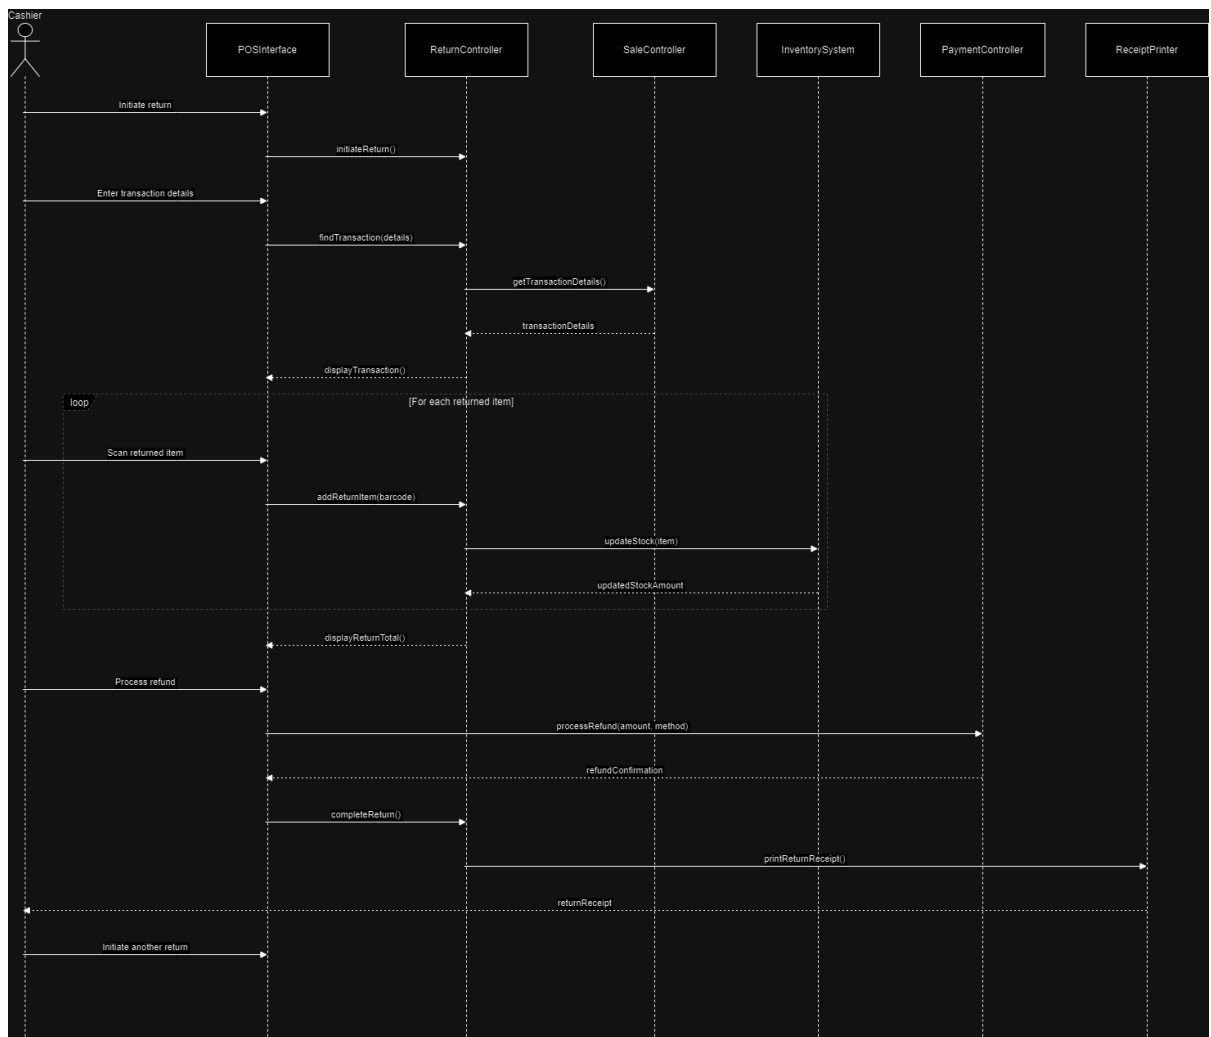 Cashier
POSInterface
ReturnController
SaleController
InventorySystem
PaymentController
ReceiptPrinter
Initiate return
initiateReturn()
Enter transaction details
findTransaction(details)
getTransactionDetails()
transactionDetails
displayTransaction()
loop
[For each returned item]
Scan returned item
addReturnItem(barcode)
updateStock(item)
updatedStockAmount
displayReturnTotal()
Process refund
processRefund(amount, method)
refundConfirmation
completeReturn()
printReturnReceipt()
returnReceipt
Initiate another return